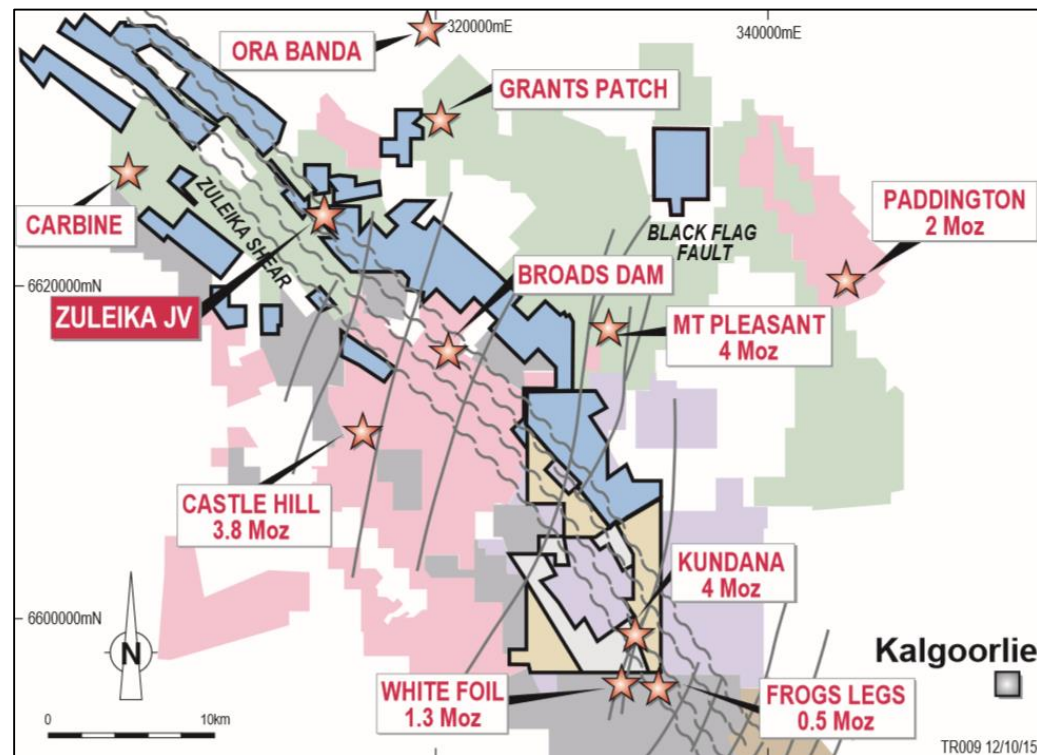 320000mE
340000mE
ORA BANDA
GRANTS PATCH
CARBINE
ZULEIKA SHEAR
PADDINGTON
2 Moz
BLACK FLAG
FAULT
BROADS DAM
6620000mN
ZULEIKA JV
MT PLEASANT
4 Moz
CASTLE HILL
3.8 Moz
KUNDANA
4 Moz
6600000mN
N
Kalgoorlie
WHITE FOIL
1.3 Moz
FROGS LEGS
0.5 Moz
0
10km
TR009 12/10/15